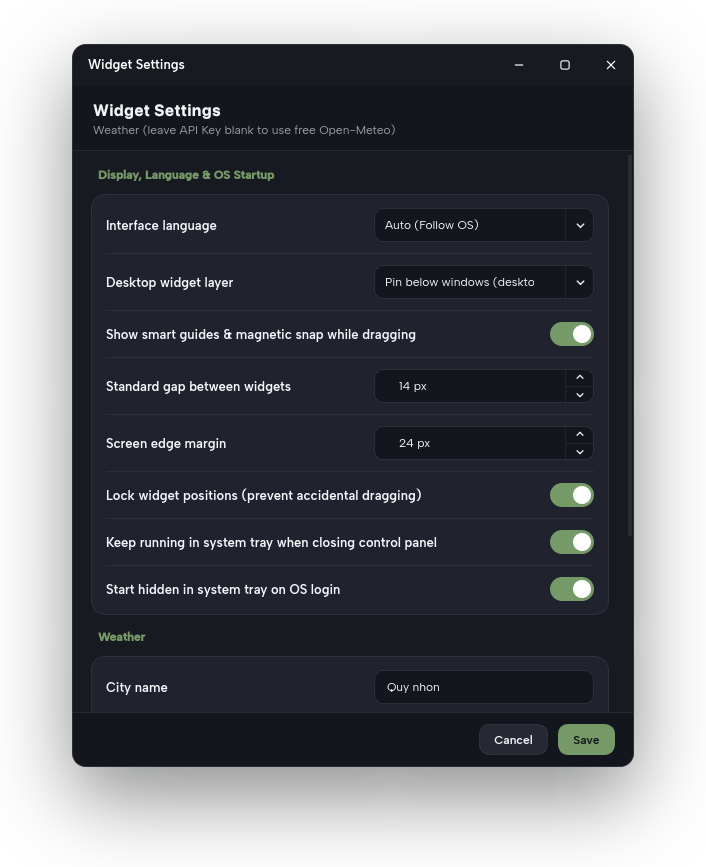 Widget Settings
Widget Settings
Weather (leave API Key blank to use free Open-Meteo)
Display, Language & OS Startup
Interface language
Auto (Follow OS)
Desktop widget layer
Pin below windows (deskto
Show smart guides & magnetic snap while dragging
Standard gap between widgets
14 px
Screen edge margin
24 px
Lock widget positions (prevent accidental dragging)
Keep running in system tray when closing control panel
Start hidden in system tray on OS login
Weather
City name
Quy nhon
Cancel
Save